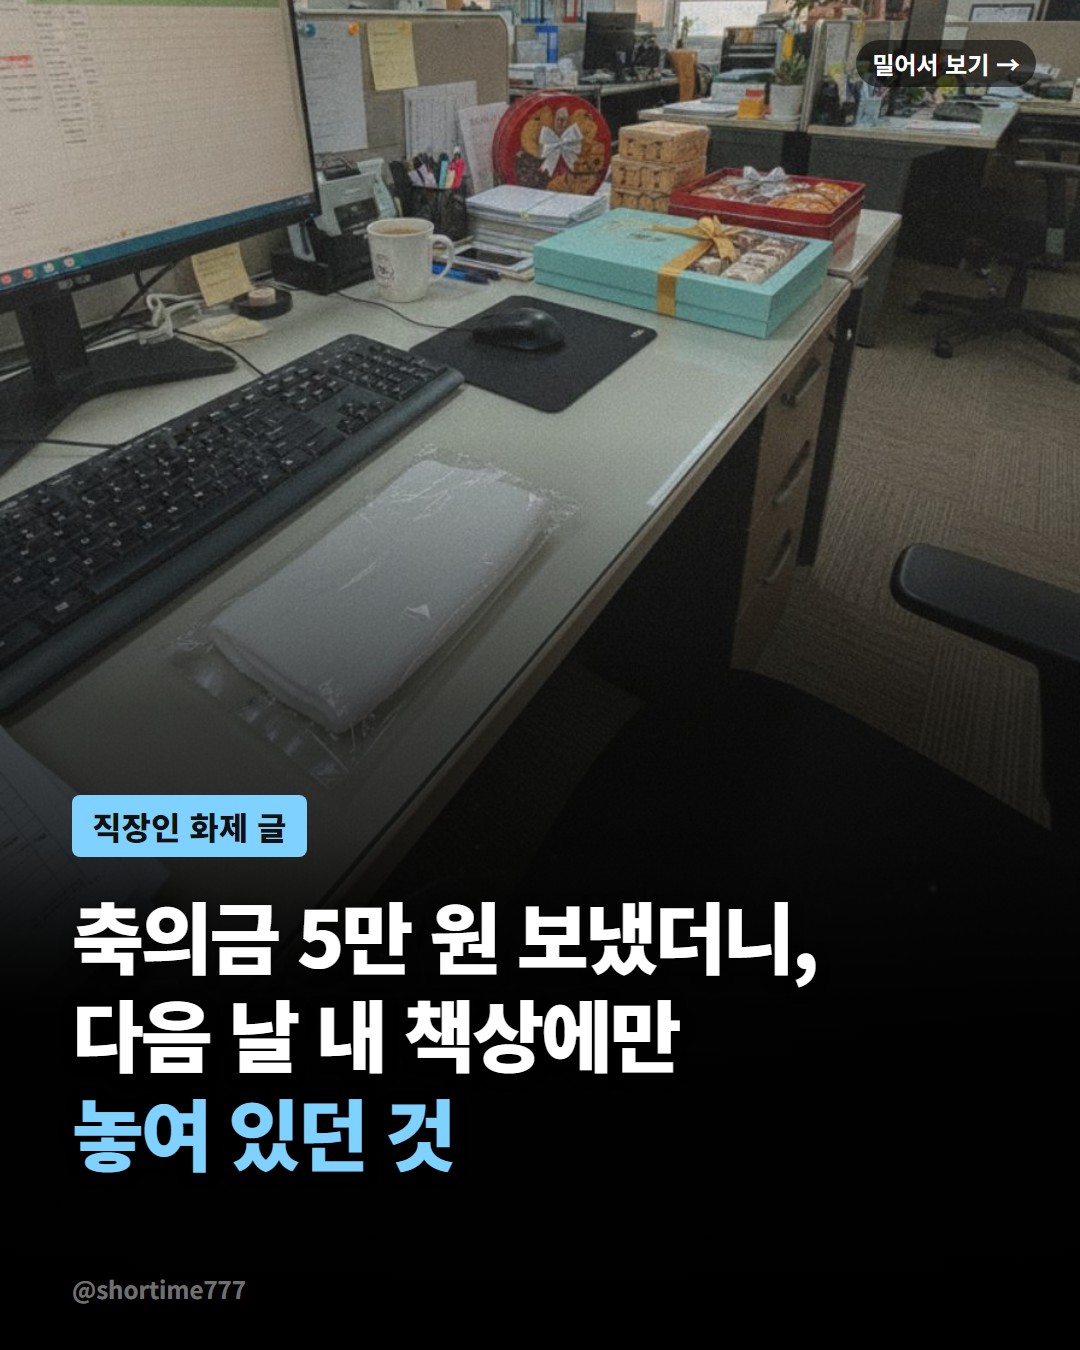 밀어서 보기 →
직장인 화제 글
축의금 5만 원 보냈더니,
다음 날 내 책상에만
놓여 있던 것
@shortime777